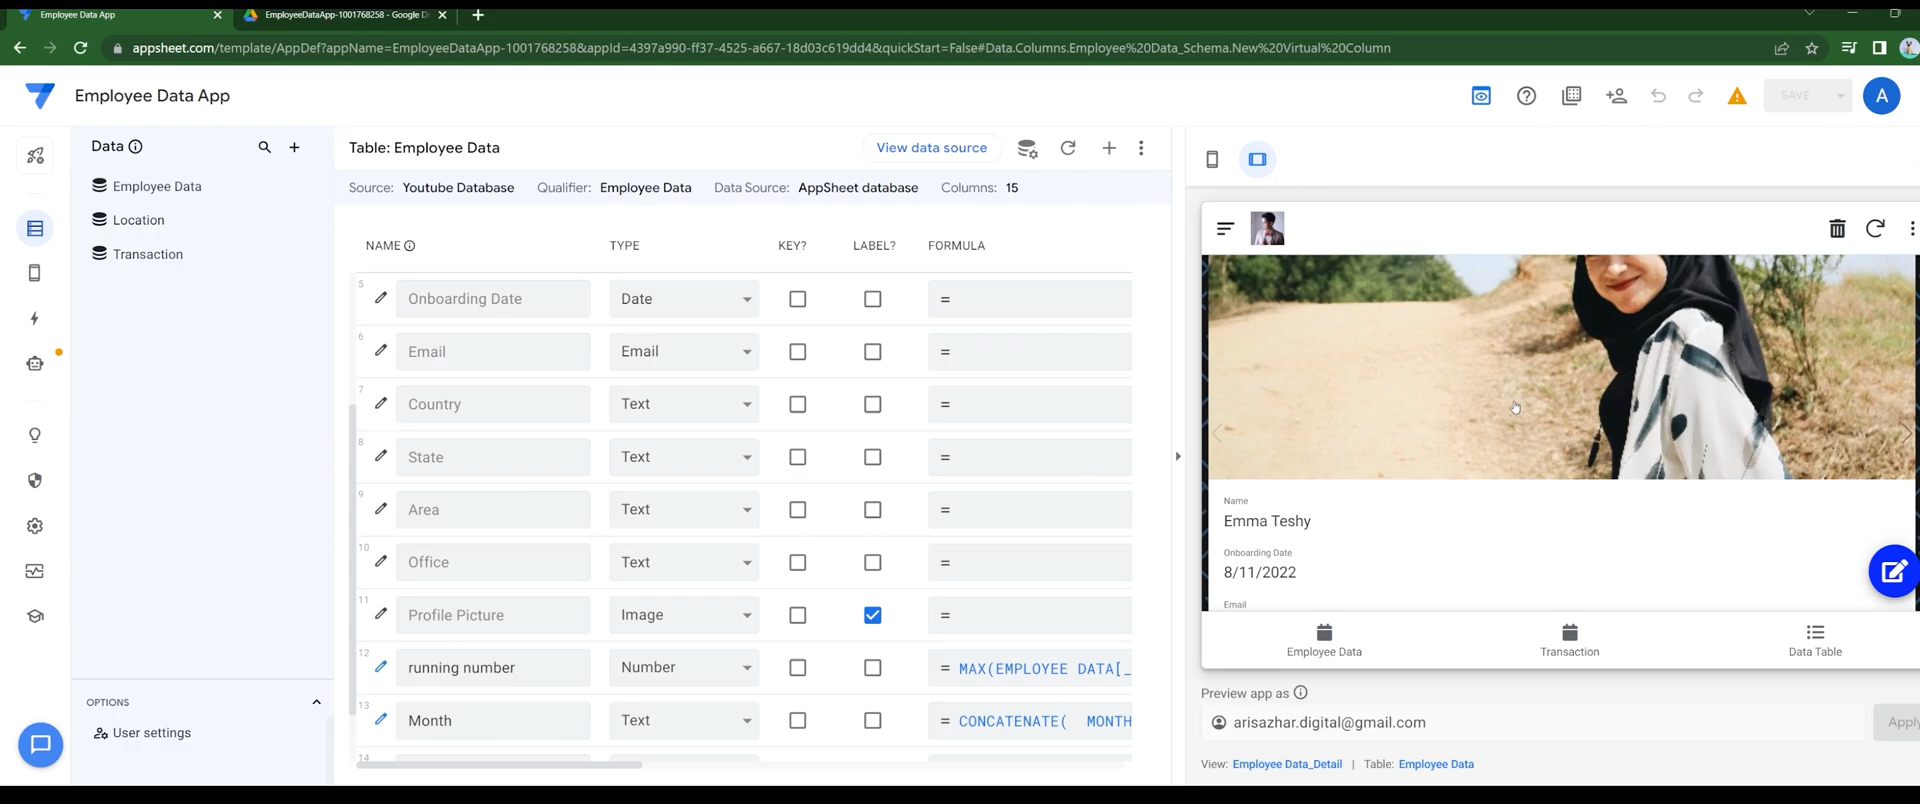 Employee Data App
EmployeeDataApp-1001768258 - Google D
appsheet.com/template/AppDef?appName=EmployeeDataApp-1001768258&appId=4397a990-ff37-4525-a667-18d03c619dd4&quickStart=False#Data.Columns.Employee%20Data_Schema.New%20Virtual%20Column
Employee Data App
SAVE
A
Data
Employee Data
Location
Transaction
OPTIONS
User settings
Table: Employee Data
View data source
Source: Youtube Database Qualifier: Employee Data Data Source: AppSheet database Columns: 15
NAME TYPE KEY? LABEL? FORMULA
5 Onboarding Date Date =
6 Email Email =
7 Country Text =
8 State Text =
9 Area Text =
10 Office Text =
11 Profile Picture Image =
12 running number Number = MAX(EMPLOYEE DATA[_
13 Month Text = CONCATENATE( MONTH
14
Name
Emma Teshy
Onboarding Date
8/11/2022
Email
Employee Data Transaction Data Table
Preview app as
arisazhar.digital@gmail.com
Apply
View: Employee Data_Detail | Table: Employee Data